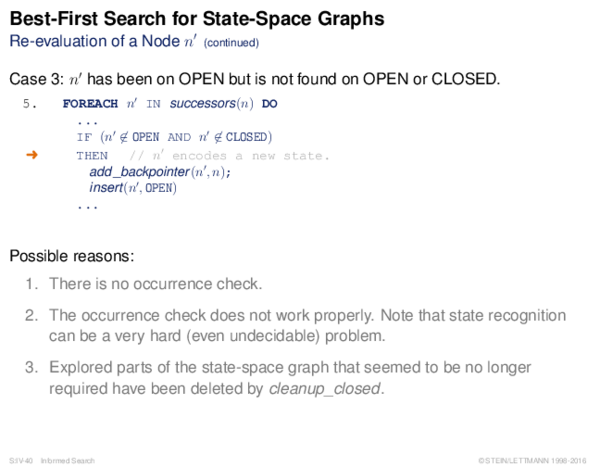 Best-First Search for State-Space Graphs
Re-evaluation of a Node n′ (continued)
Case 3: n′ has been on OPEN but is not found on OPEN or CLOSED.
5. FOREACH n′ IN successors(n) DO
...
IF (n′ ∉ OPEN AND n′ ∉ CLOSED)
➜ THEN // n′ encodes a new state.
add_backpointer(n′, n);
insert(n′, OPEN)
...
Possible reasons:
1. There is no occurrence check.
2. The occurrence check does not work properly. Note that state recognition
can be a very hard (even undecidable) problem.
3. Explored parts of the state-space graph that seemed to be no longer
required have been deleted by cleanup_closed.
S:IV-40 Informed Search © STEIN/LETTMANN 1998-2016